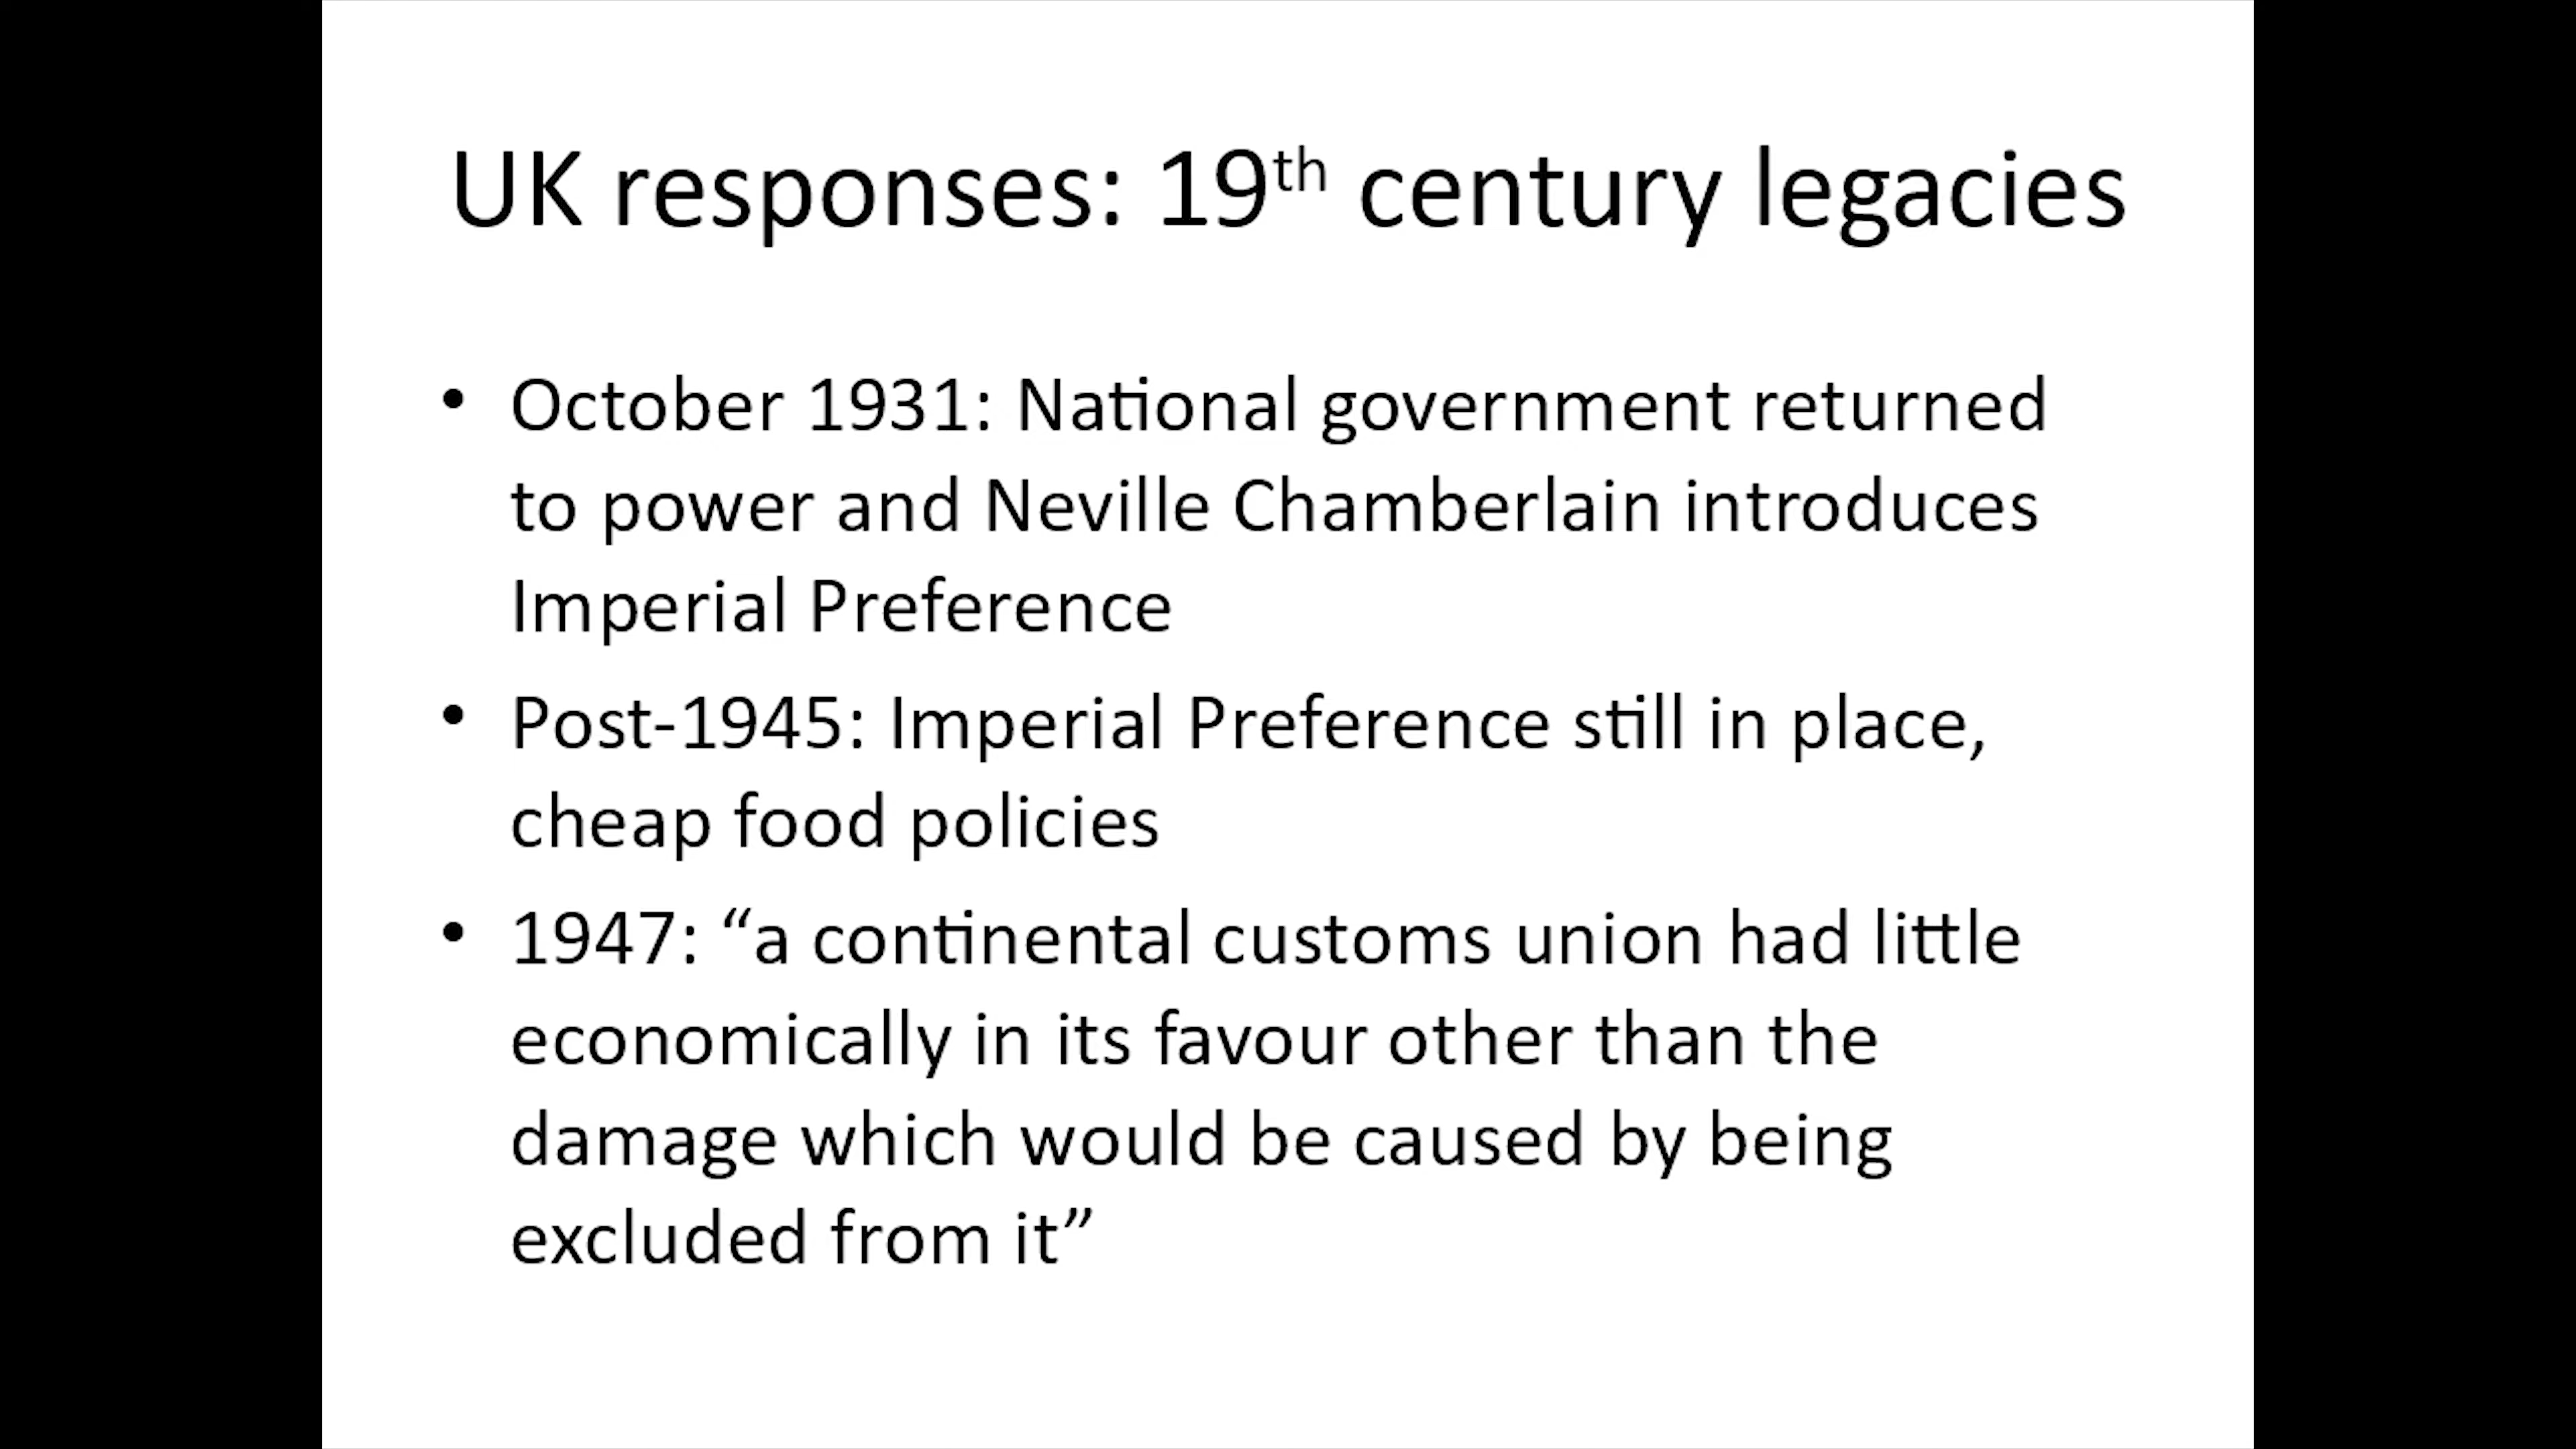 UK responses: 19th century legacies
• October 1931: National government returned
to power and Neville Chamberlain introduces
Imperial Preference
• Post-1945: Imperial Preference still in place,
cheap food policies
• 1947: “a continental customs union had little
economically in its favour other than the
damage which would be caused by being
excluded from it”